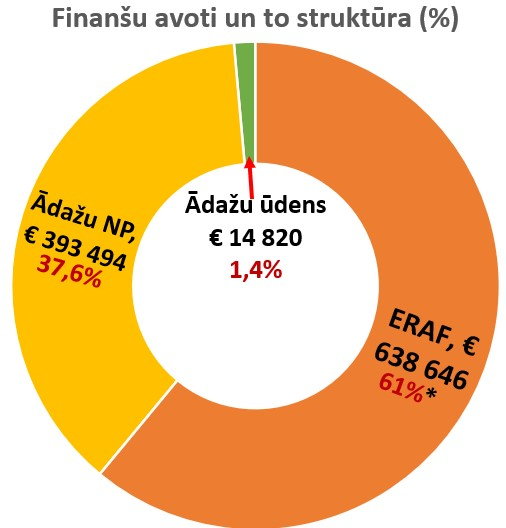 Finanšu avoti un to struktūra (%)
Ādažu NP,
€ 393 494
37,6%
Ādažu ūdens
€ 14 820
1,4%
ERAF, €
638 646
61%*